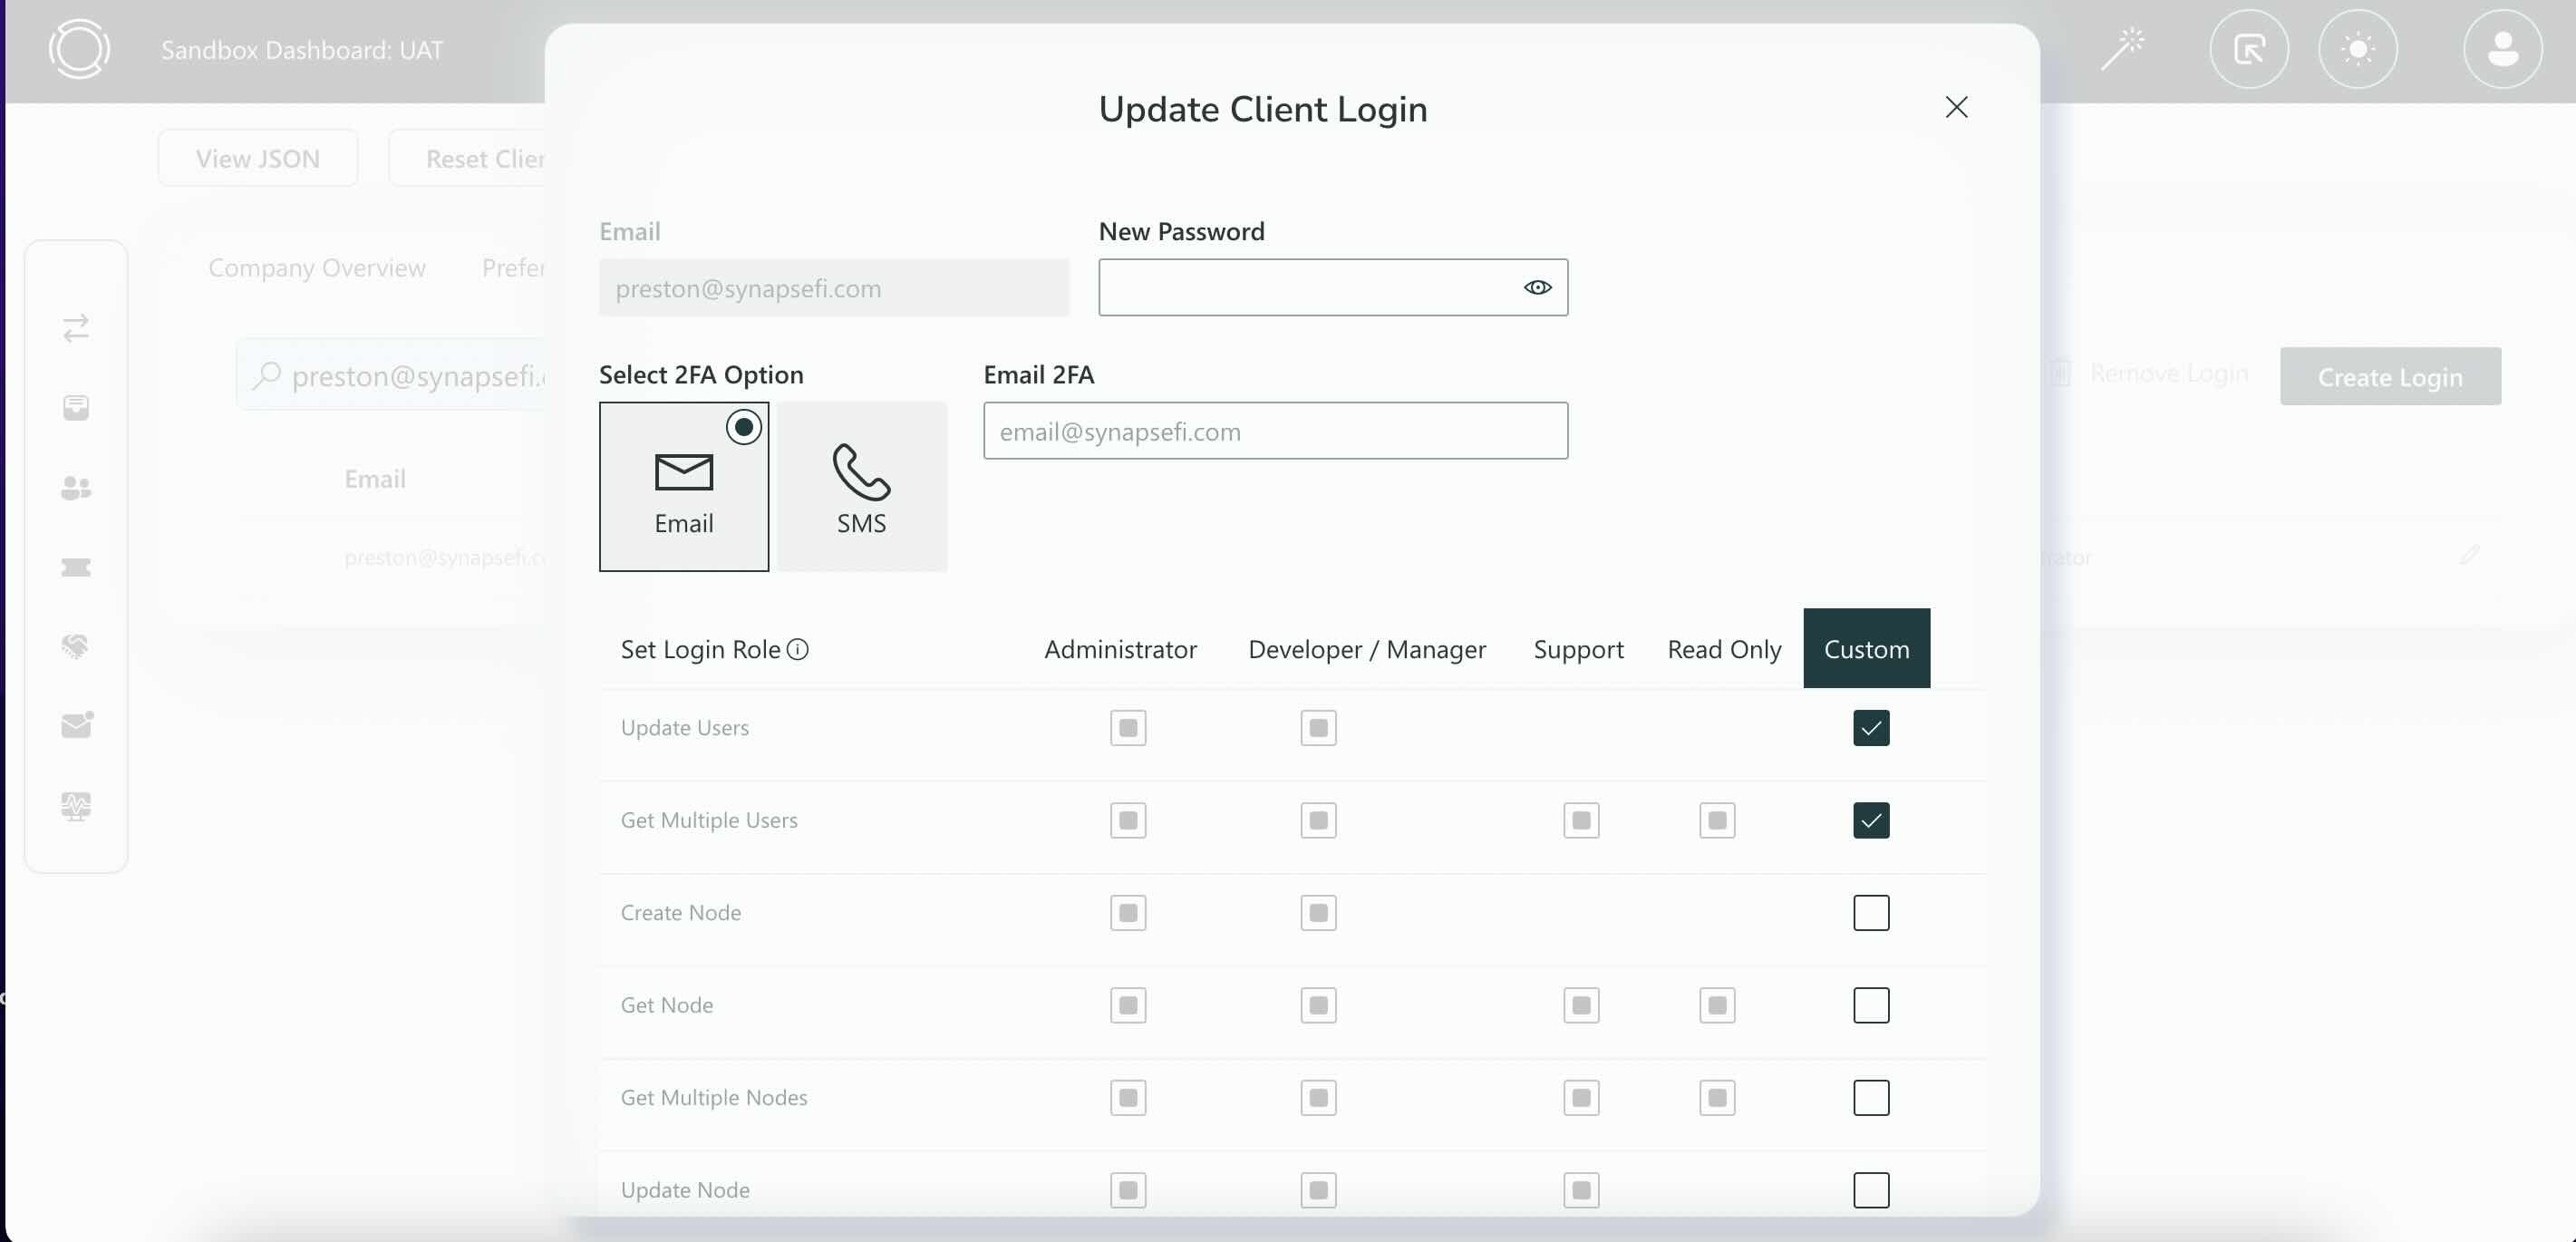 Sandbox Dashboard: UAT
Update Client Login
View JSON
Reset Clien
Email
New Password
preston@synapsefi.com
Company Overview
Prefer
Select 2FA Option
Email 2FA
preston@synapsefi.
email@synapsefi.com
Remove Login
Create Login
Email
SMS
Email
preston@synapsefi.co
rator
Set Login Role
Administrator
Developer / Manager
Support
Read Only
Custom
Update Users
Get Multiple Users
Create Node
Get Node
Get Multiple Nodes
Update Node